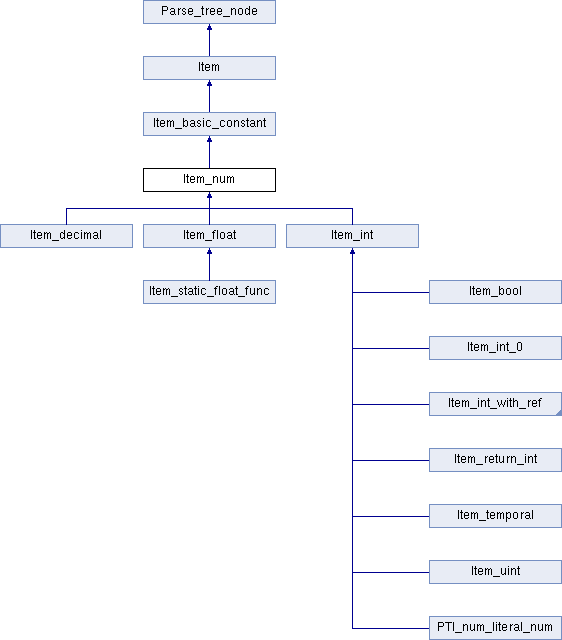 Parse_tree_node
Item
Item_basic_constant
Item_num
Item_decimal
Item_float
Item_int
Item_static_float_func
Item_bool
Item_int_0
Item_int_with_ref
Item_return_int
Item_temporal
Item_uint
PTI_num_literal_num